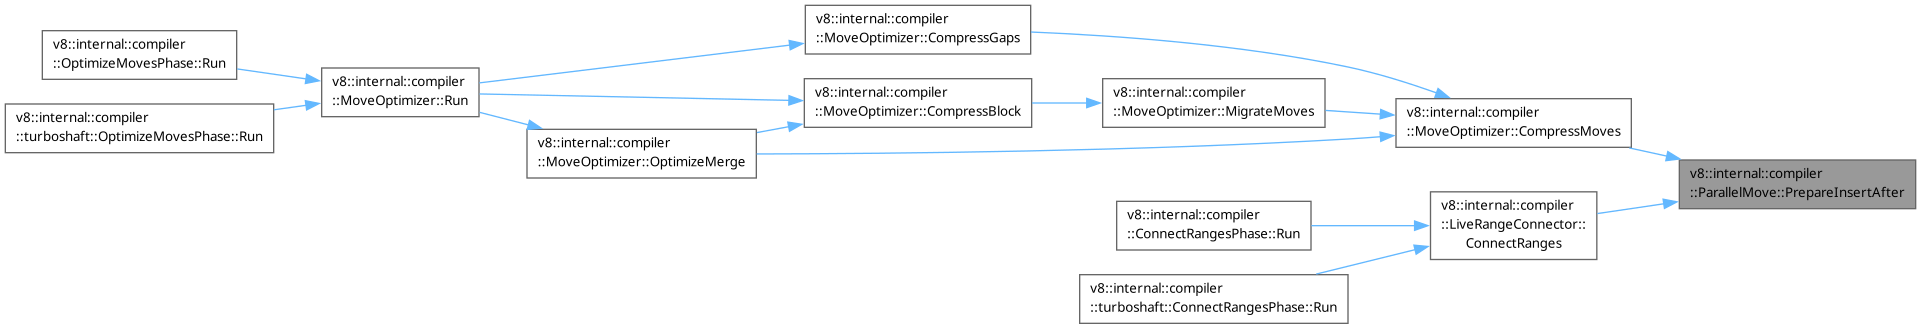 v8::internal::compiler
::OptimizeMovesPhase::Run
v8::internal::compiler
::turboshaft::OptimizeMovesPhase::Run
v8::internal::compiler
::MoveOptimizer::Run
v8::internal::compiler
::MoveOptimizer::CompressGaps
v8::internal::compiler
::MoveOptimizer::CompressBlock
v8::internal::compiler
::MoveOptimizer::OptimizeMerge
v8::internal::compiler
::MoveOptimizer::MigrateMoves
v8::internal::compiler
::MoveOptimizer::CompressMoves
v8::internal::compiler
::ParallelMove::PrepareInsertAfter
v8::internal::compiler
::LiveRangeConnector::
ConnectRanges
v8::internal::compiler
::ConnectRangesPhase::Run
v8::internal::compiler
::turboshaft::ConnectRangesPhase::Run